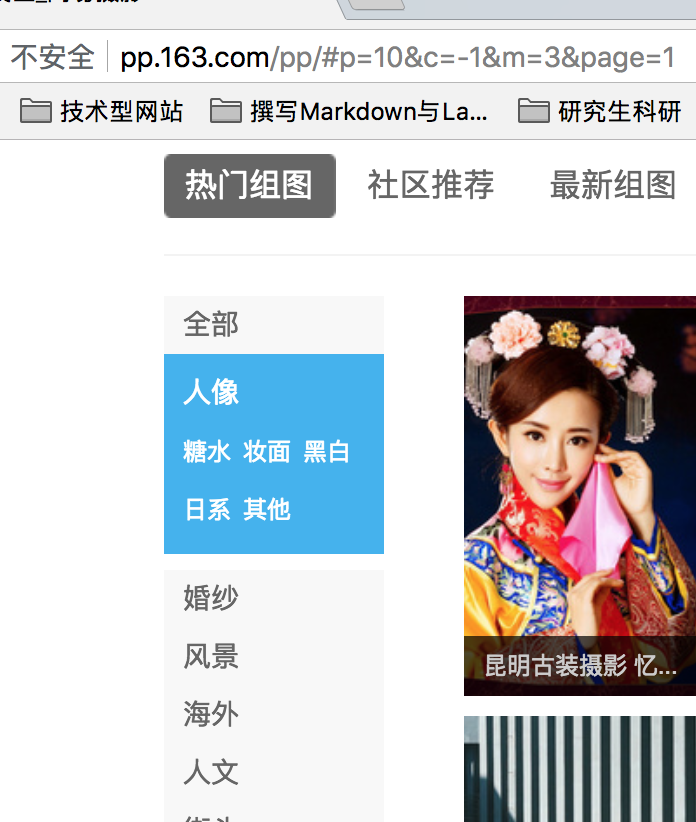 不安全 pp.163.com/pp/#p=10&c=-1&m=3&page=1
技术型网站 撰写Markdown与La... 研究生科研
热门组图 社区推荐 最新组图
全部
人像
糖水 妆面 黑白
日系 其他
婚纱
风景
海外
人文
昆明古装摄影 忆...